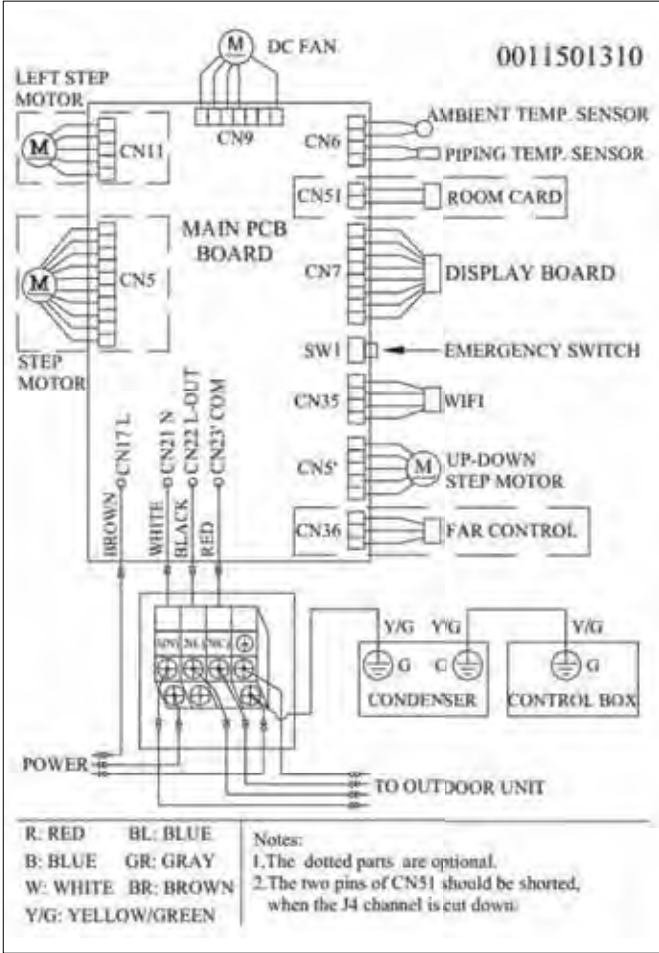 DC FAN
M
0011501310
LEFT STEP
MOTOR
AMBIENT TEMP. SENSOR
CN9
CN6
M
CN11
PIPING TEMP. SENSOR
CN51
ROOM CARD
MAIN PCB
BOARD
CN7
DISPLAY BOARD
M
CN5
SW1
EMERGENCY SWITCH
STEP
MOTOR
CN35
WIFI
CN17 L
CN21 N
CN22 L-OUT
CN23' COM
CN5'
M
UP-DOWN
STEP MOTOR
BROWN
WHITE
BLACK
RED
CN36
FAR CONTROL
Y/G
Y/G
Y/G
G
G
CONDENSER
CONTROL BOX
POWER
TO OUTDOOR UNIT
R: RED
BL: BLUE
B: BLUE
GR: GRAY
W: WHITE
BR: BROWN
Y/G: YELLOW/GREEN
Notes:
1.The dotted parts are optional.
2.The two pins of CN51 should be shorted,
when the J4 channel is cut down.